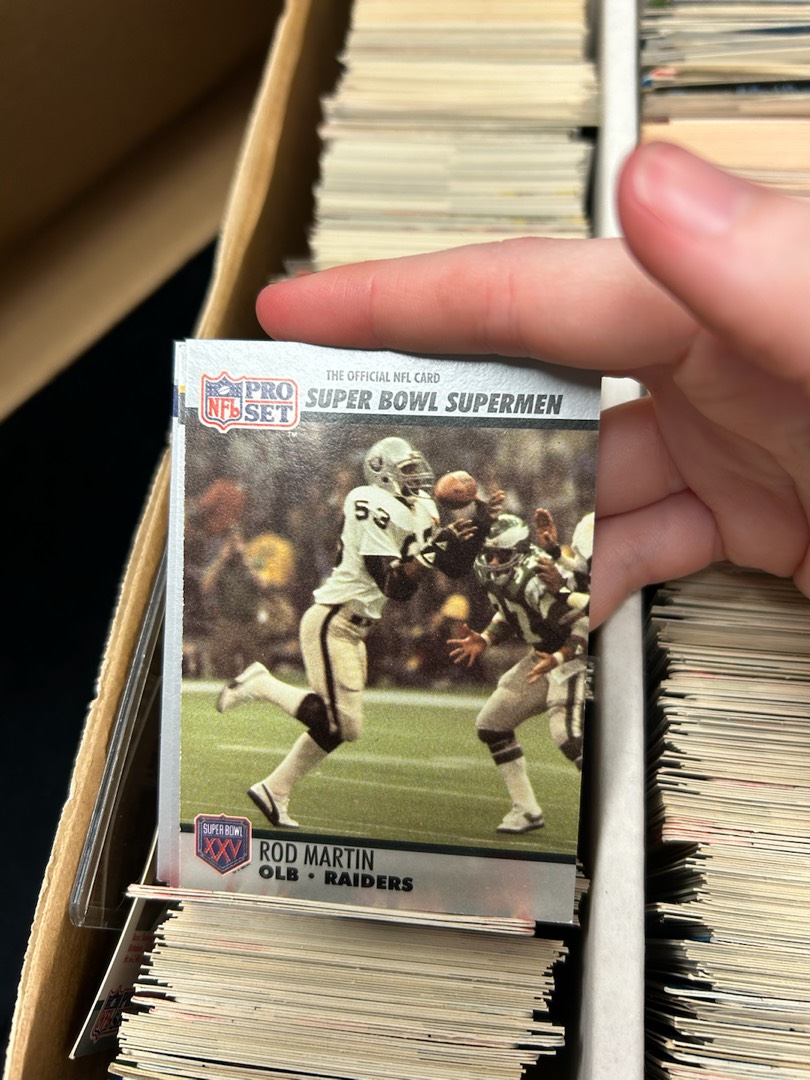 THE OFFICIAL NFL CARD
NFL PRO SET
SUPER BOWL SUPERMEN
53
SUPER BOWL
XXV
ROD MARTIN
OLB · RAIDERS